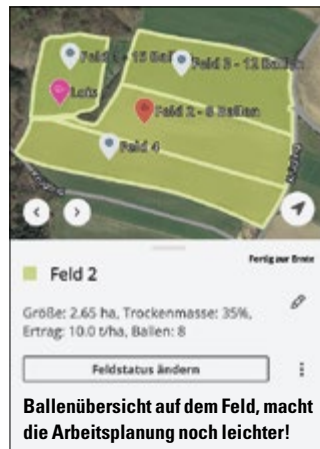 Feld 1 - 15 Ballen
Feld 3 - 12 Ballen
Lots
Feld 2 - 8 Ballen
Feld 4
Fertig zur Ernte
Feld 2
Größe: 2.65 ha, Trockenmasse: 35%,
Ertrag: 10.0 t/ha, Ballen: 8
Feldstatus ändern
Ballenübersicht auf dem Feld, macht
die Arbeitsplanung noch leichter!